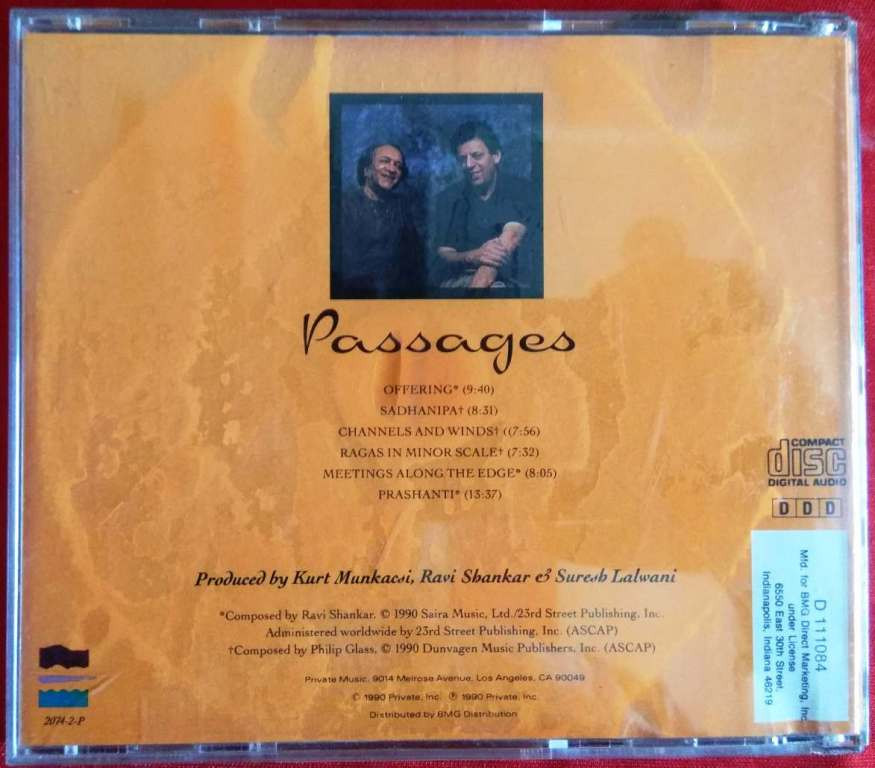 Passages
OFFERING* (9:40)
SADHANIPA† (8:31)
CHANNELS AND WINDS† ((7:56)
RAGAS IN MINOR SCALE† (7:32)
MEETINGS ALONG THE EDGE* (8:05)
PRASHANTI* (13:37)
COMPACT
disc
DIGITAL AUDIO
D D D
Produced by Kurt Munkacsi, Ravi Shankar & Suresh Lalwani
*Composed by Ravi Shankar. © 1990 Saira Music, Ltd./23rd Street Publishing, Inc.
Administered worldwide by 23rd Street Publishing, Inc. (ASCAP)
†Composed by Philip Glass, © 1990 Dunvagen Music Publishers, Inc. (ASCAP)
Private Music. 9014 Melrose Avenue, Los Angeles, CA 90049
© 1990 Private, Inc. ℗ 1990 Private, Inc.
Distributed by BMG Distribution
2074-2-P
D 111084
Mfd. for BMG Direct Marketing, Inc.
under License
6550 East 30th Street,
Indianapolis, Indiana 46219